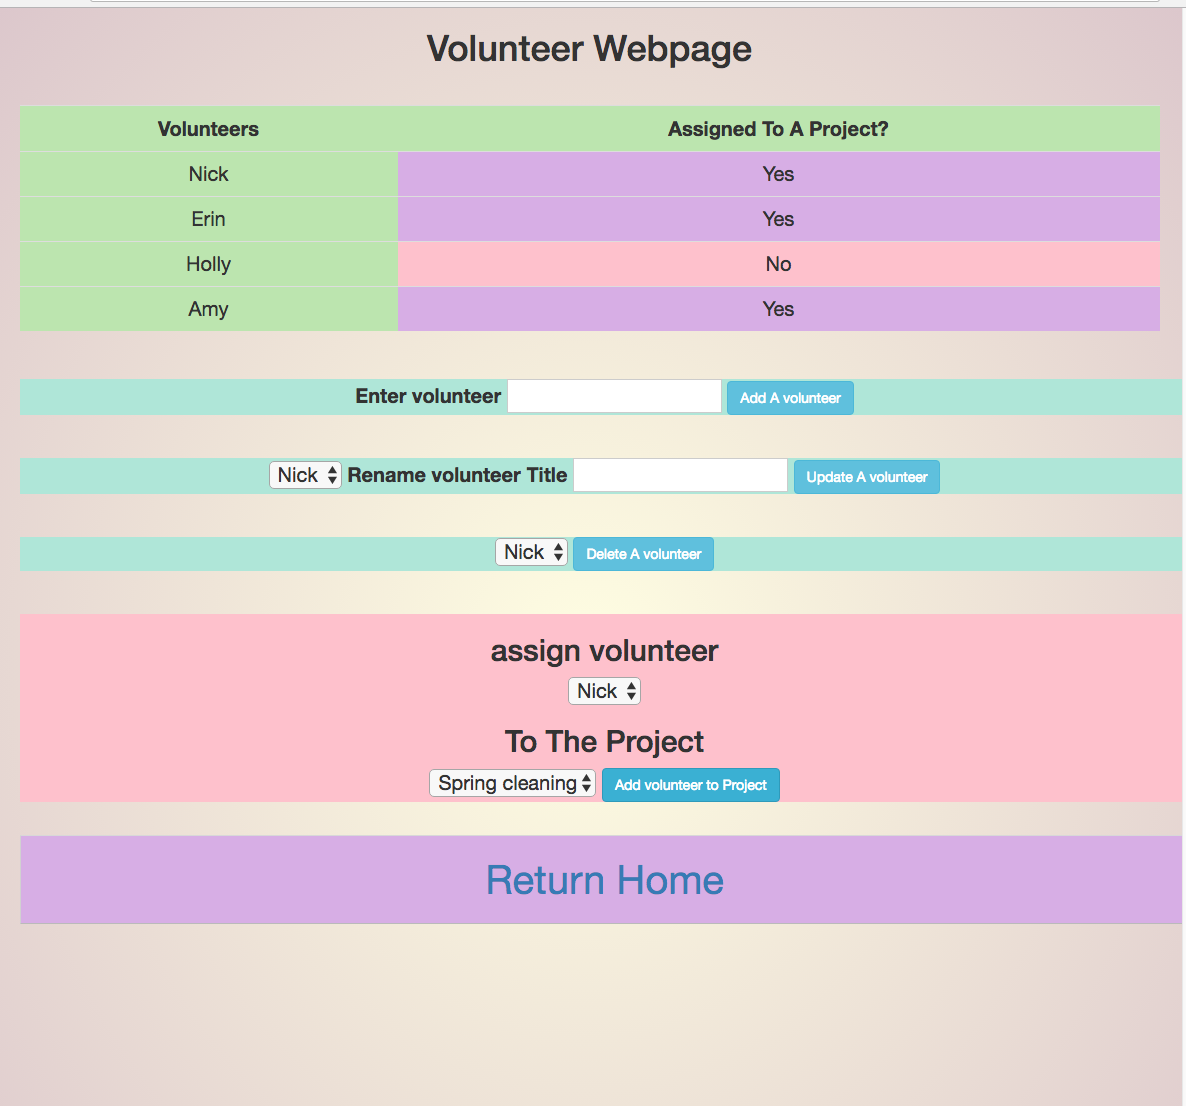 Volunteer Webpage
Volunteers Assigned To A Project?
Nick Yes
Erin Yes
Holly No
Amy Yes
Enter volunteer Add A volunteer
Nick Rename volunteer Title Update A volunteer
Nick Delete A volunteer
assign volunteer
Nick
To The Project
Spring cleaning Add volunteer to Project
Return Home